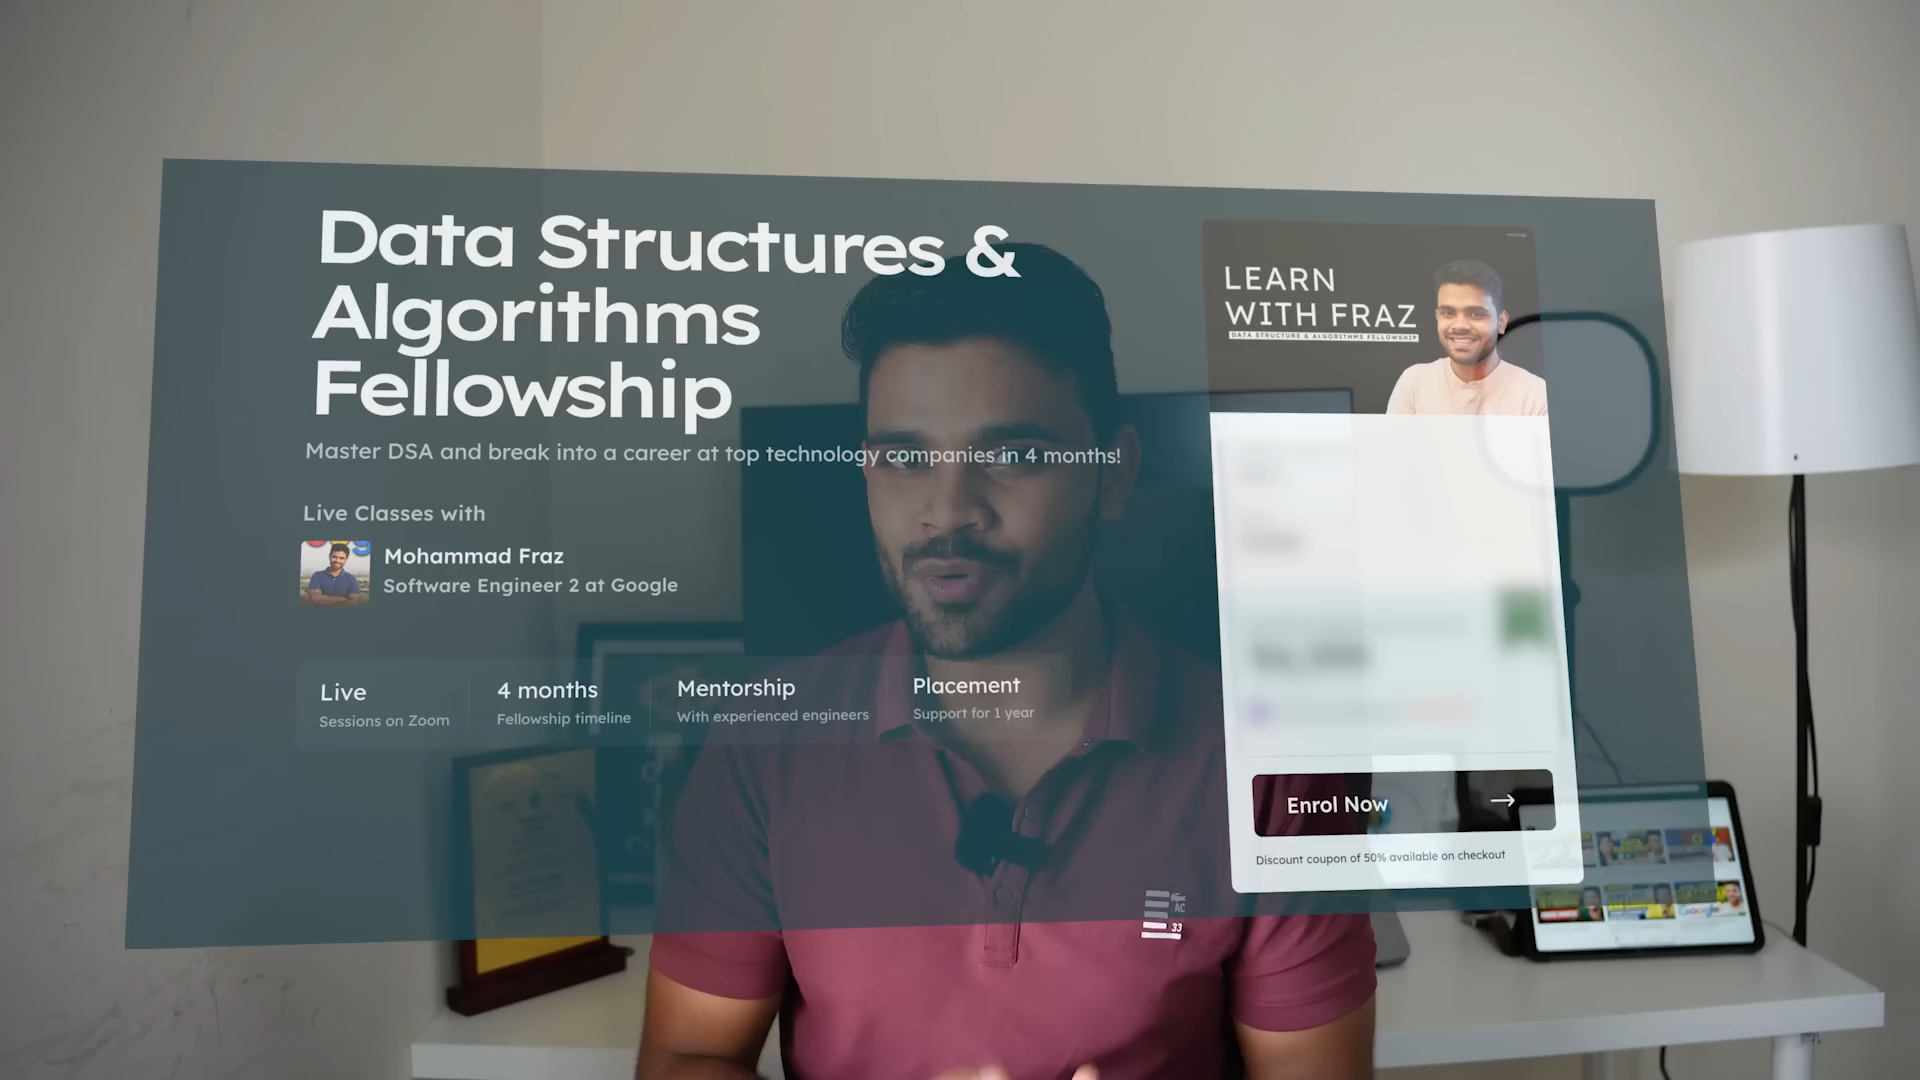 Data Structures &
Algorithms
Fellowship
Master DSA and break into a career at top technology companies in 4 months!
Live Classes with
Mohammad Fraz
Software Engineer 2 at Google
Live
Sessions on Zoom
4 months
Fellowship timeline
Mentorship
With experienced engineers
Placement
Support for 1 year
LEARN
WITH FRAZ
DATA STRUCTURE & ALGORITHMS FELLOWSHIP
Enrol Now
Discount coupon of 50% available on checkout
AC
33